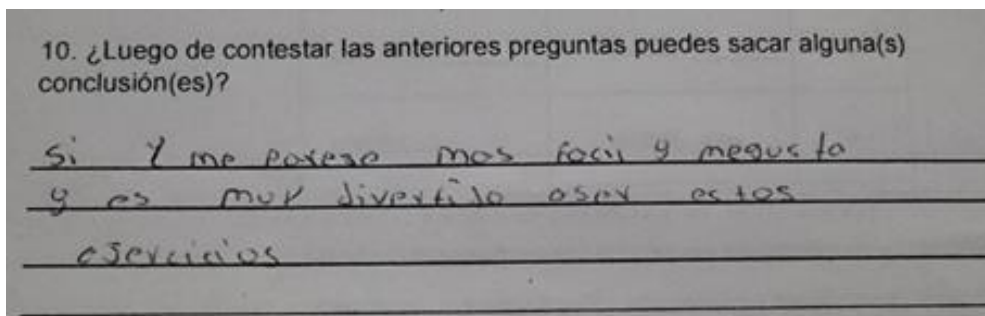 10. ¿Luego de contestar las anteriores preguntas puedes sacar alguna(s)
conclusión(es)?
Si Y me parese mas facil y megusta
y es muy divertido aser estos
ejercicios